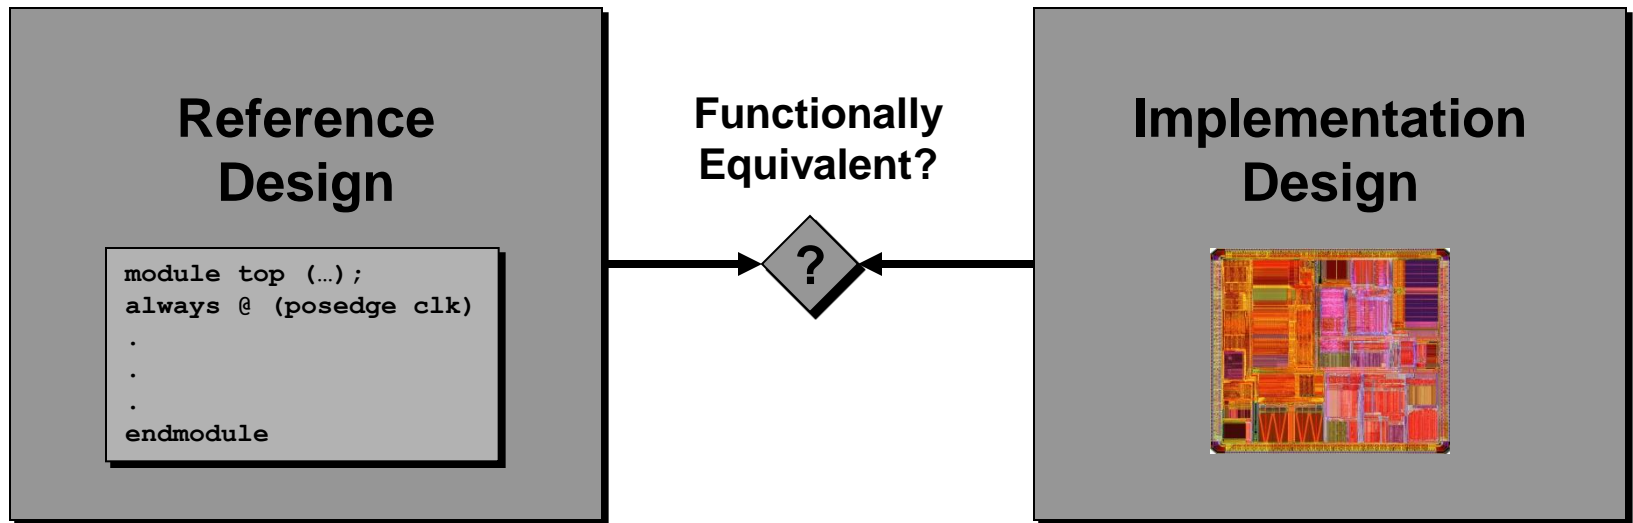 Reference
Design
module top (…);
always @ (posedge clk)
.
.
.
endmodule
Functionally
Equivalent?
?
Implementation
Design